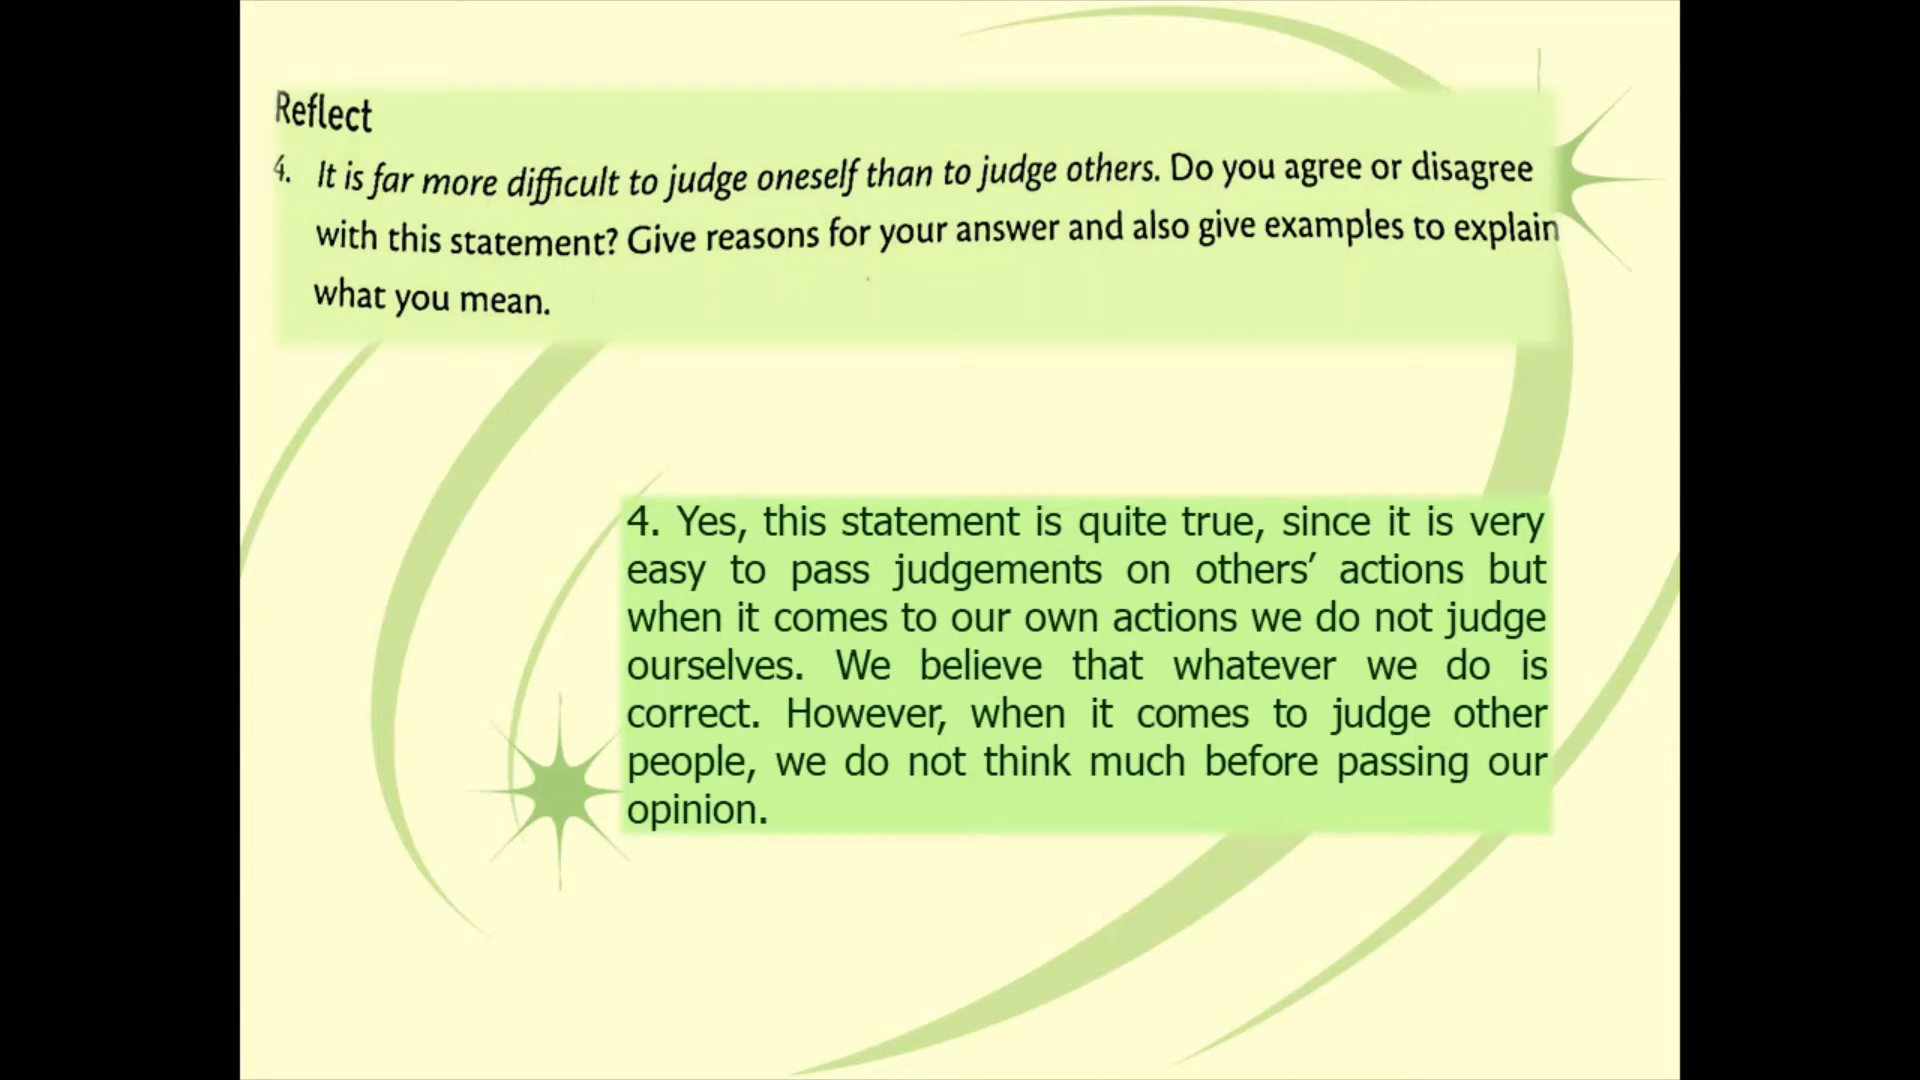 Reflect
4. It is far more difficult to judge oneself than to judge others. Do you agree or disagree
with this statement? Give reasons for your answer and also give examples to explain
what you mean.
4. Yes, this statement is quite true, since it is very
easy to pass judgements on others’ actions but
when it comes to our own actions we do not judge
ourselves. We believe that whatever we do is
correct. However, when it comes to judge other
people, we do not think much before passing our
opinion.